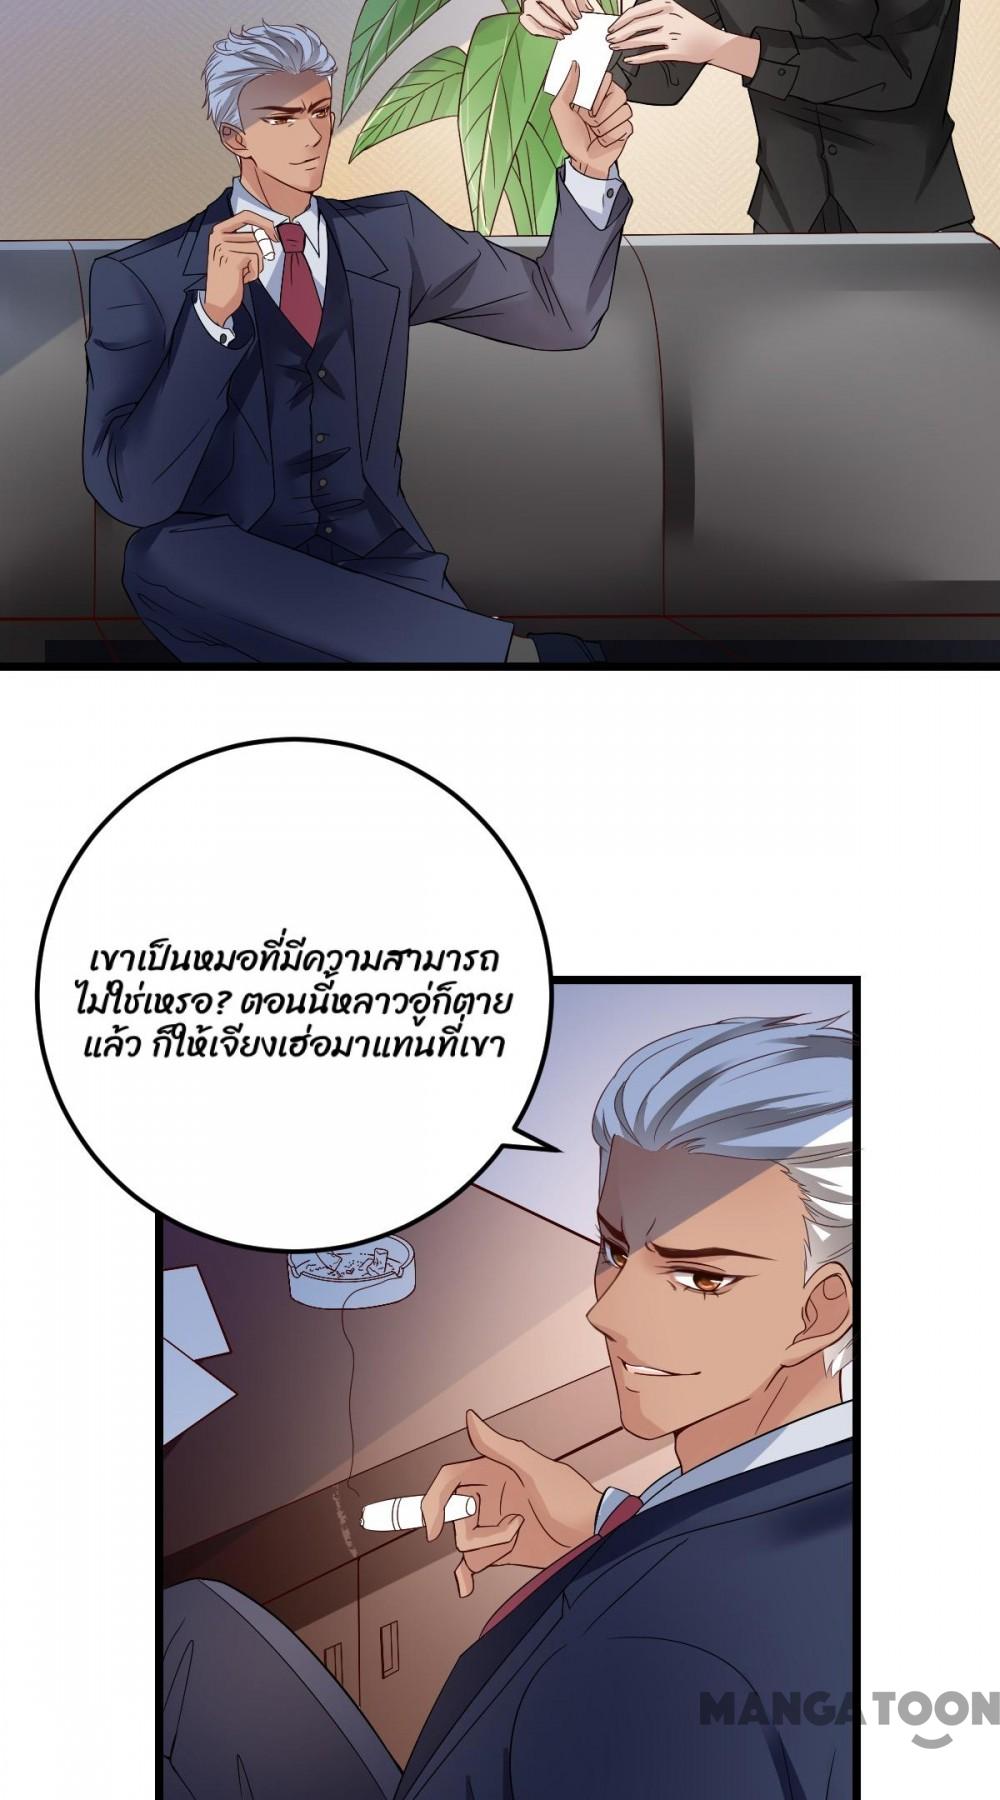 เขาเป็นหมอที่มีความสามารถ
ไม่ใช่เหรอ? ตอนนี้หลาวอู่ก็ตาย
แล้ว ก็ให้เจียงเฮ่อมาแทนที่เขา
MANGATOON